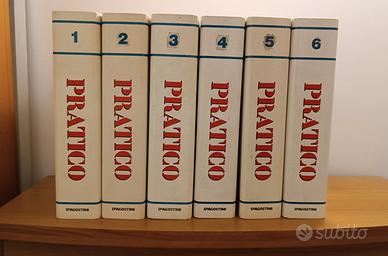 1
PRATICO
DEAGOSTINI
2
PRATICO
DEAGOSTINI
3
PRATICO
DEAGOSTINI
4
PRATICO
DEAGOSTINI
5
PRATICO
DEAGOSTINI
6
PRATICO
DEAGOSTINI
subito